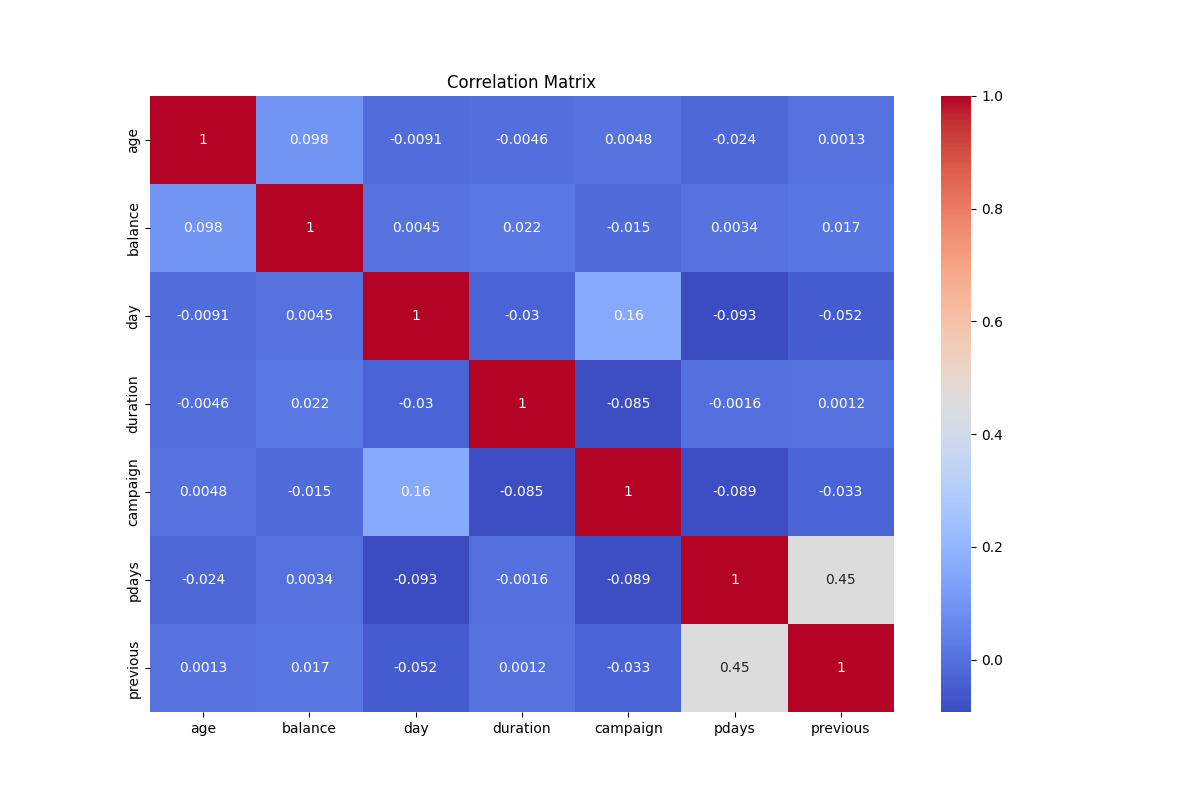 Correlation Matrix
age 1 0.098 -0.0091 -0.0046 0.0048 -0.024 0.0013
balance 0.098 1 0.0045 0.022 -0.015 0.0034 0.017
day -0.0091 0.0045 1 -0.03 0.16 -0.093 -0.052
duration -0.0046 0.022 -0.03 1 -0.085 -0.0016 0.0012
campaign 0.0048 -0.015 0.16 -0.085 1 -0.089 -0.033
pdays -0.024 0.0034 -0.093 -0.0016 -0.089 1 0.45
previous 0.0013 0.017 -0.052 0.0012 -0.033 0.45 1
age balance day duration campaign pdays previous
1.0
0.8
0.6
0.4
0.2
0.0